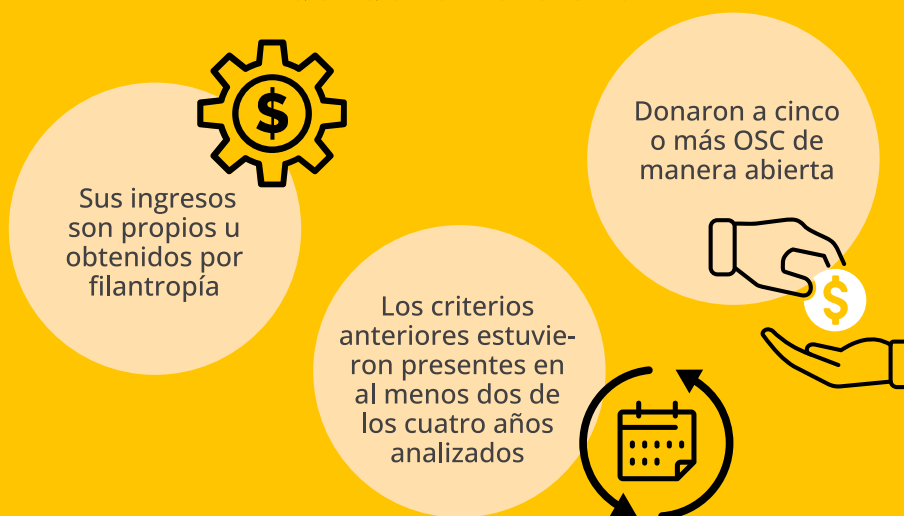 Sus ingresos
son propios u
obtenidos por
filantropía
Los criterios
anteriores estuvie-
ron presentes en
al menos dos de
los cuatro años
analizados
Donaron a cinco
o más OSC de
manera abierta
$
$